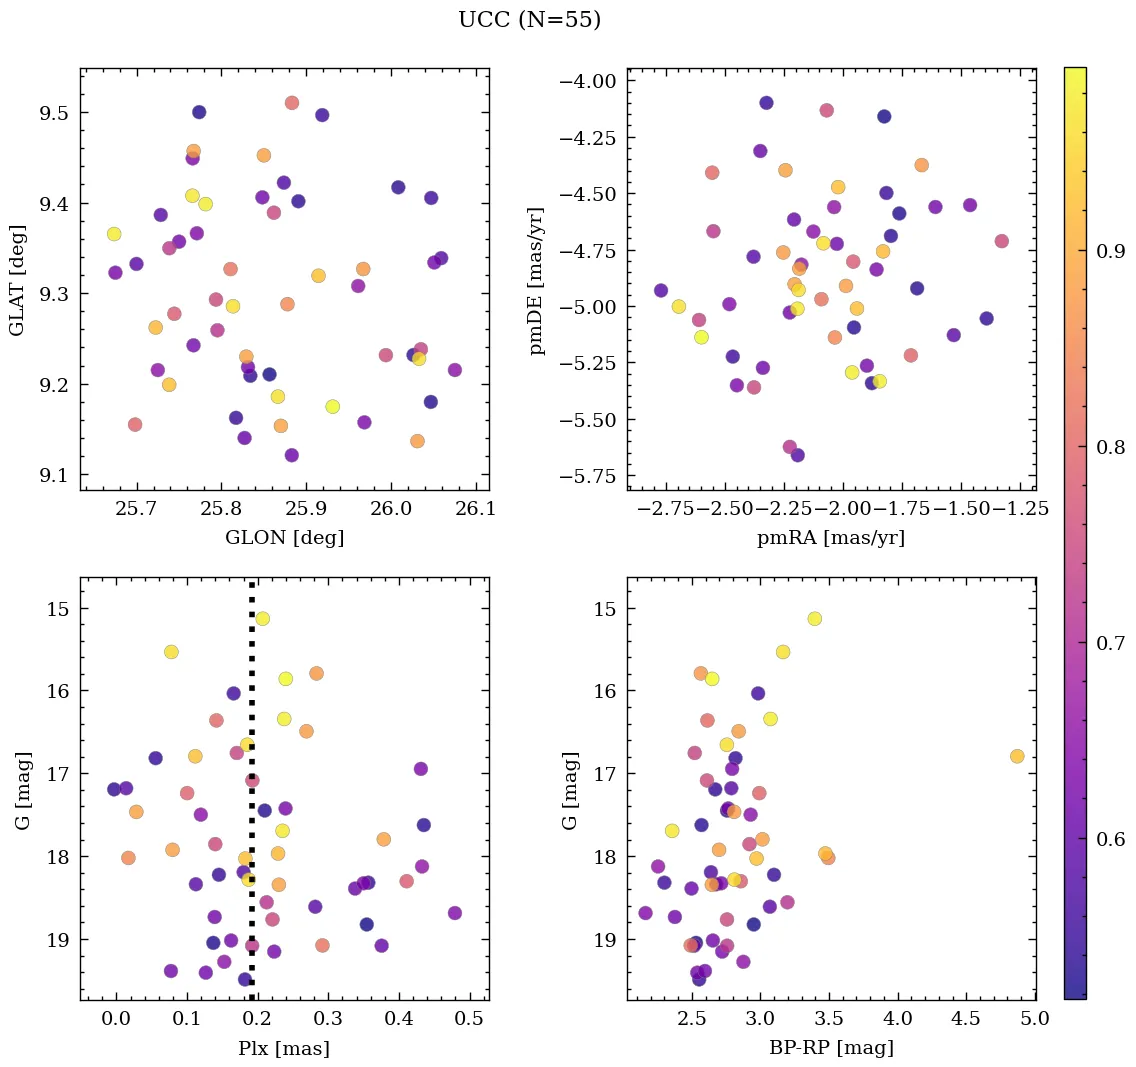 UCC (N=55)
9.5
9.4
9.3
9.2
9.1
GLAT [deg]
25.7 25.8 25.9 26.0 26.1
GLON [deg]
−4.00
−4.25
−4.50
−4.75
−5.00
−5.25
−5.50
−5.75
pmDE [mas/yr]
−2.75 −2.50 −2.25 −2.00 −1.75 −1.50 −1.25
pmRA [mas/yr]
15
16
17
18
19
G [mag]
0.0 0.1 0.2 0.3 0.4 0.5
Plx [mas]
15
16
17
18
19
G [mag]
2.5 3.0 3.5 4.0 4.5 5.0
BP-RP [mag]
0.9
0.8
0.7
0.6